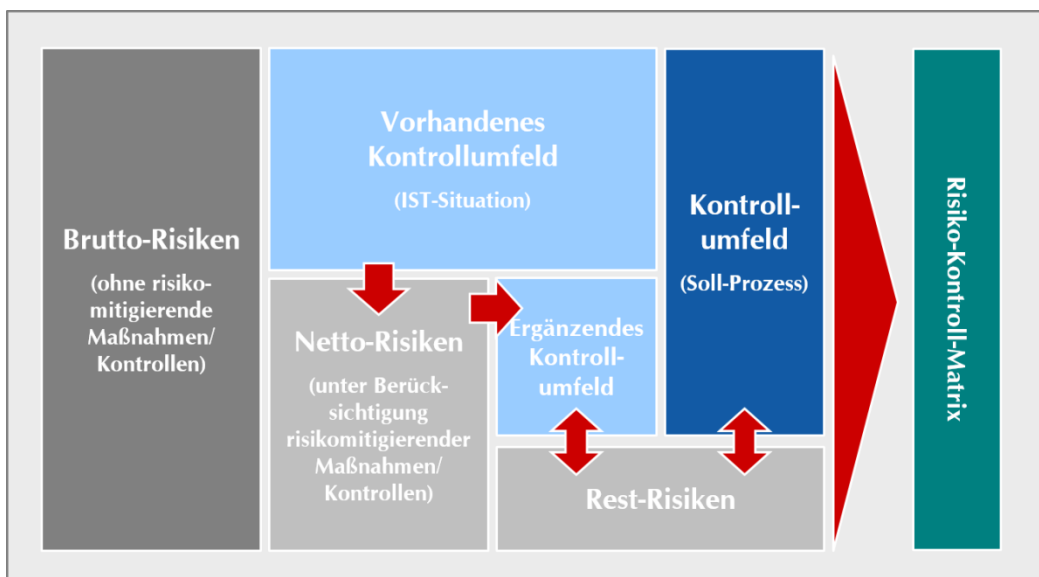 Brutto-Risiken
(ohne risiko-
mitigierende
Maßnahmen/
Kontrollen)
Vorhandenes
Kontrollumfeld
(IST-Situation)
Netto-Risiken
(unter Berück-
sichtigung
risikomitigierender
Maßnahmen/
Kontrollen)
Ergänzendes
Kontroll-
umfeld
Kontroll-
umfeld
(Soll-Prozess)
Rest-Risiken
Risiko-Kontroll-Matrix